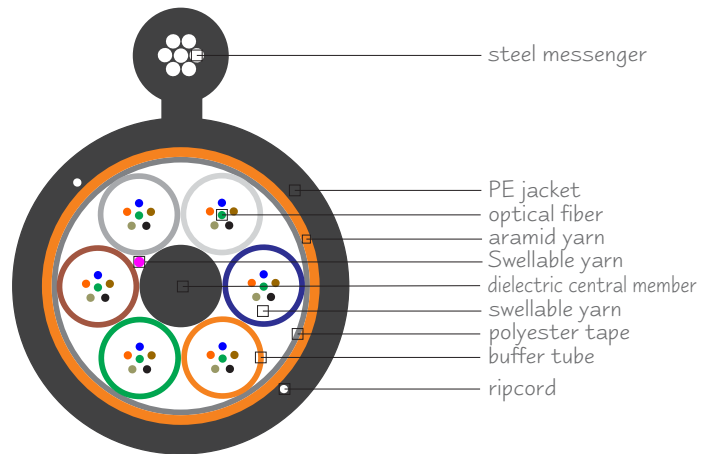 steel messenger
PE jacket
optical fiber
aramid yarn
Swellable yarn
dielectric central member
swellable yarn
polyester tape
buffer tube
ripcord